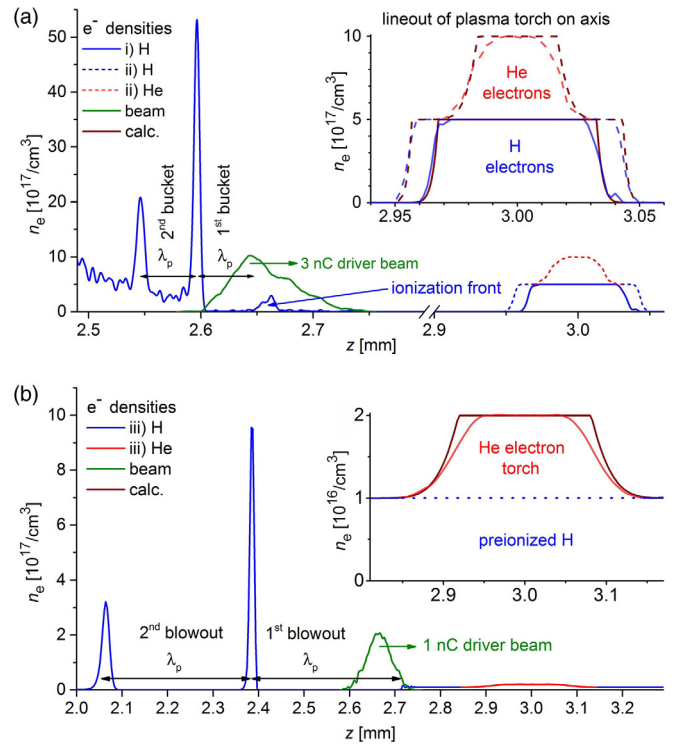 (a)
e⁻ densities
i) H
ii) H
ii) He
beam
calc.
nₑ [10¹⁷/cm³]
50
40
30
20
10
0
2nd bucket
λₚ
1st bucket
λₚ
3 nC driver beam
ionization front
2.5
2.6
2.7
2.9
3.0
z [mm]
lineout of plasma torch on axis
nₑ [10¹⁷/cm³]
10
5
0
He
electrons
H
electrons
2.95
3.00
3.05
(b)
e⁻ densities
iii) H
iii) He
beam
calc.
nₑ [10¹⁷/cm³]
10
8
6
4
2
0
2nd blowout
λₚ
1st blowout
λₚ
1 nC driver beam
2.0
2.1
2.2
2.3
2.4
2.5
2.6
2.7
2.8
2.9
3.0
3.1
3.2
z [mm]
nₑ [10¹⁶/cm³]
2
1
0
He electron
torch
preionized H
2.9
3.0
3.1